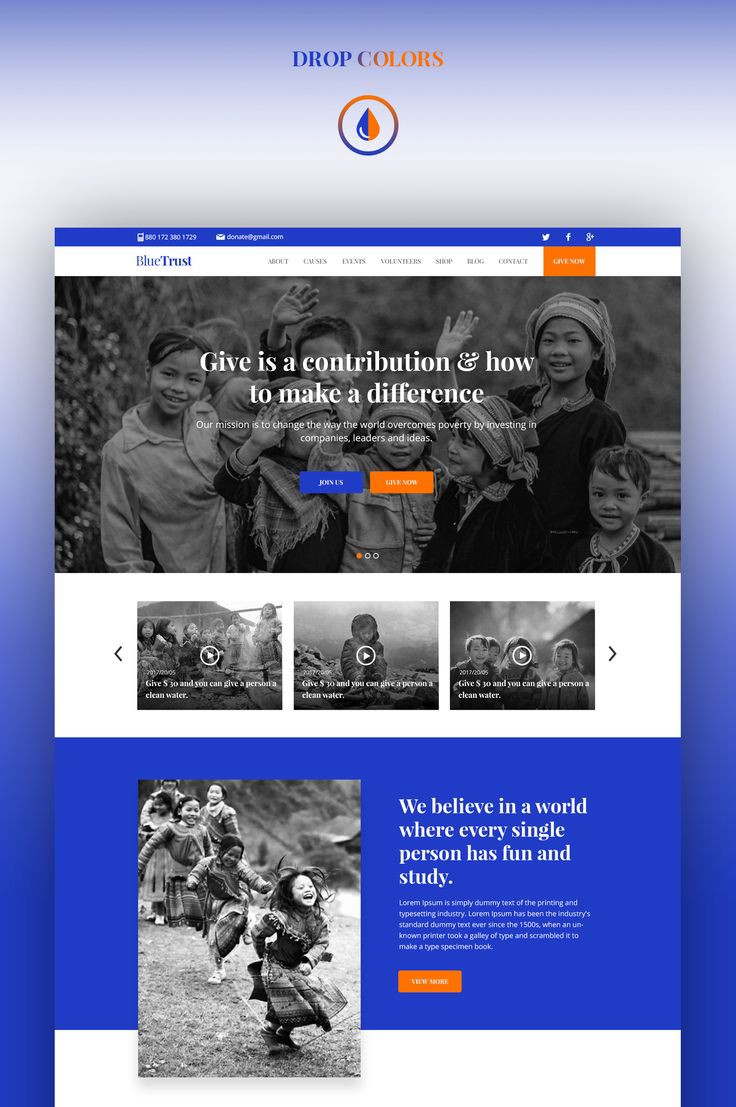 DROP COLORS
880 172 380 1729
donate@gmail.com
BlueTrust
ABOUT
CAUSES
EVENTS
VOLUNTEERS
SHOP
BLOG
CONTACT
GIVE NOW
Give is a contribution & how
to make a difference
Our mission is to change the way the world overcomes poverty by investing in
companies, leaders and ideas.
JOIN US
GIVE NOW
2017/20/05
Give $ 30 and you can give a person a
clean water.
2017/20/05
Give $ 30 and you can give a person a
clean water.
2017/20/05
Give $ 30 and you can give a person a
clean water.
We believe in a world
where every single
person has fun and
study.
Lorem Ipsum is simply dummy text of the printing and
typesetting industry. Lorem Ipsum has been the industry's
standard dummy text ever since the 1500s, when an un-
known printer took a galley of type and scrambled it to
make a type specimen book.
VIEW MORE